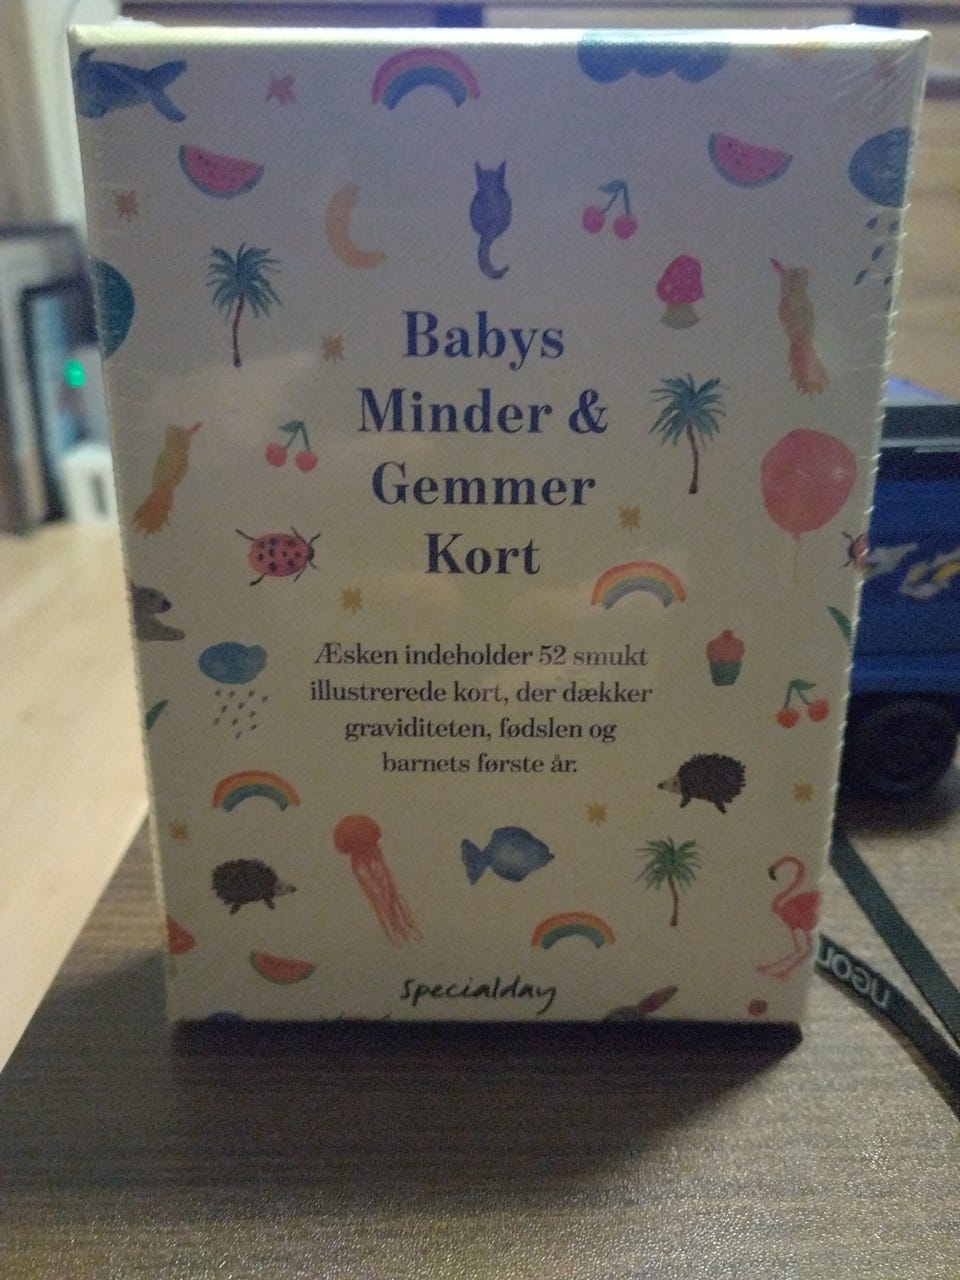 Babys
Minder &
Gemmer
Kort
Æsken indeholder 52 smukt
illustrerede kort, der dækker
graviditeten, fødslen og
barnets første år.
specialday